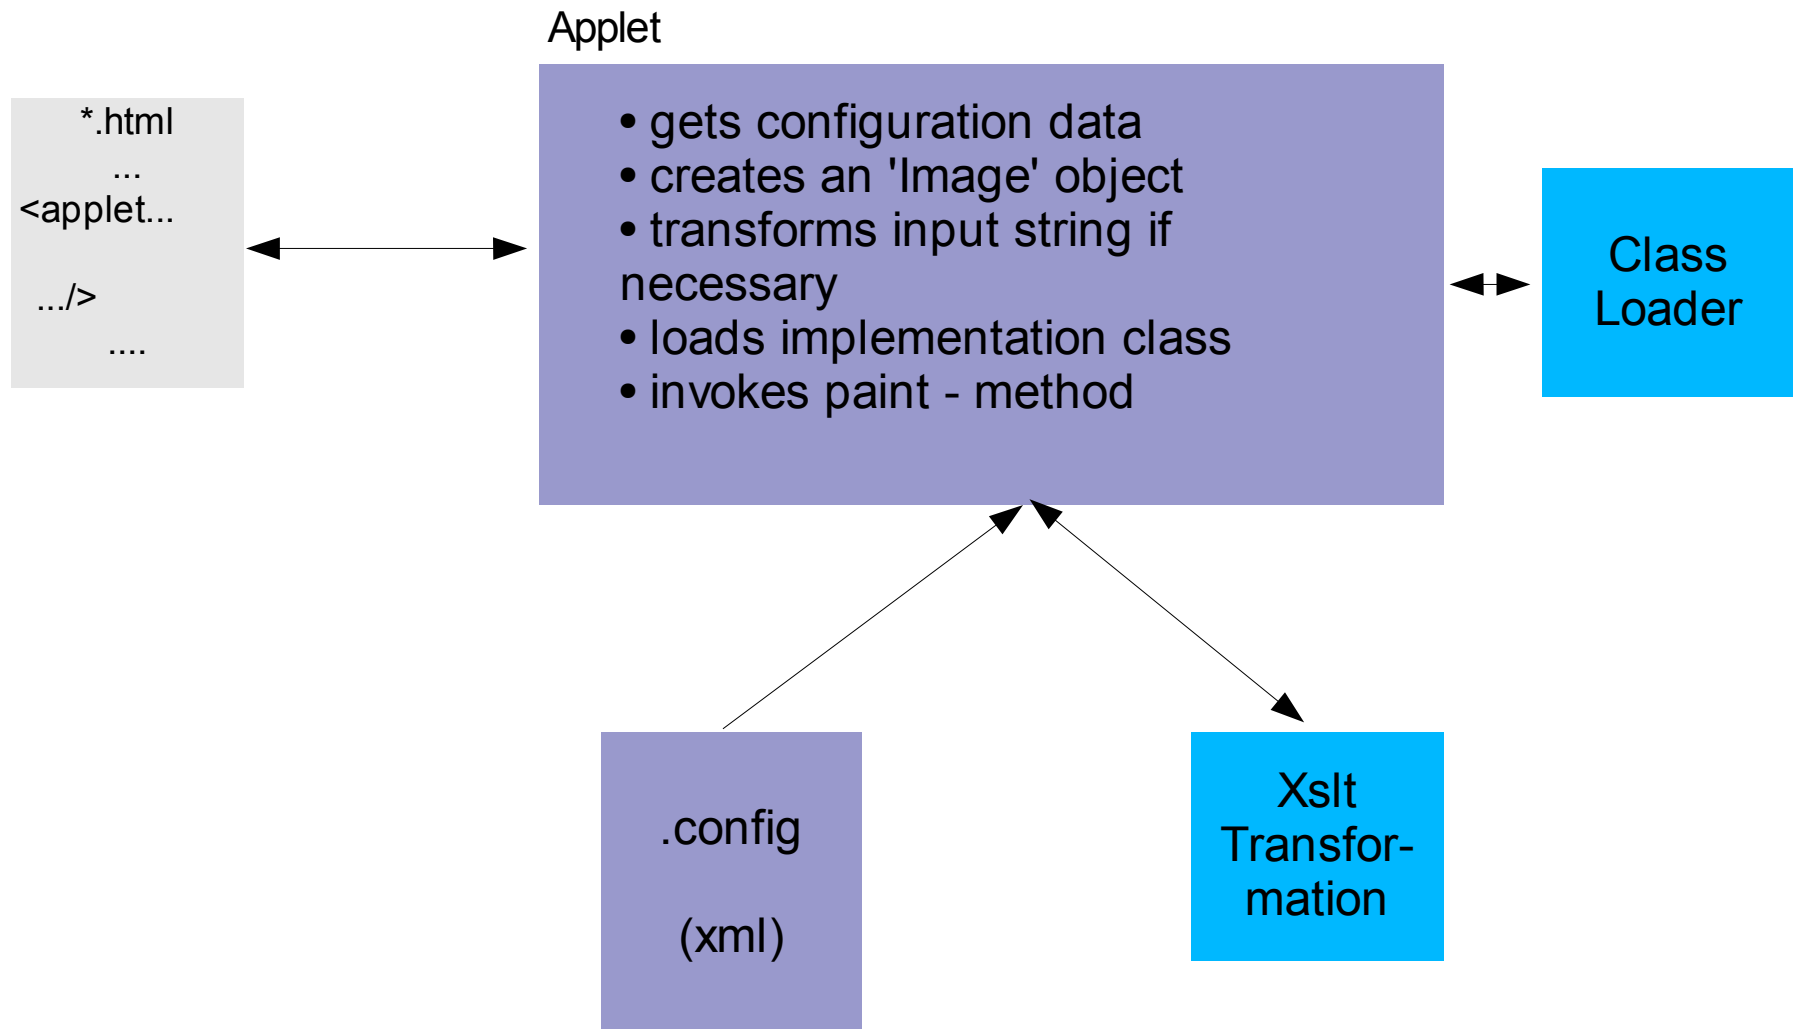 Applet
*.html
...
<applet...
.../>
....
• gets configuration data
• creates an 'Image' object
• transforms input string if
necessary
• loads implementation class
• invokes paint - method
Class
Loader
.config
(xml)
Xslt
Transfor-
mation